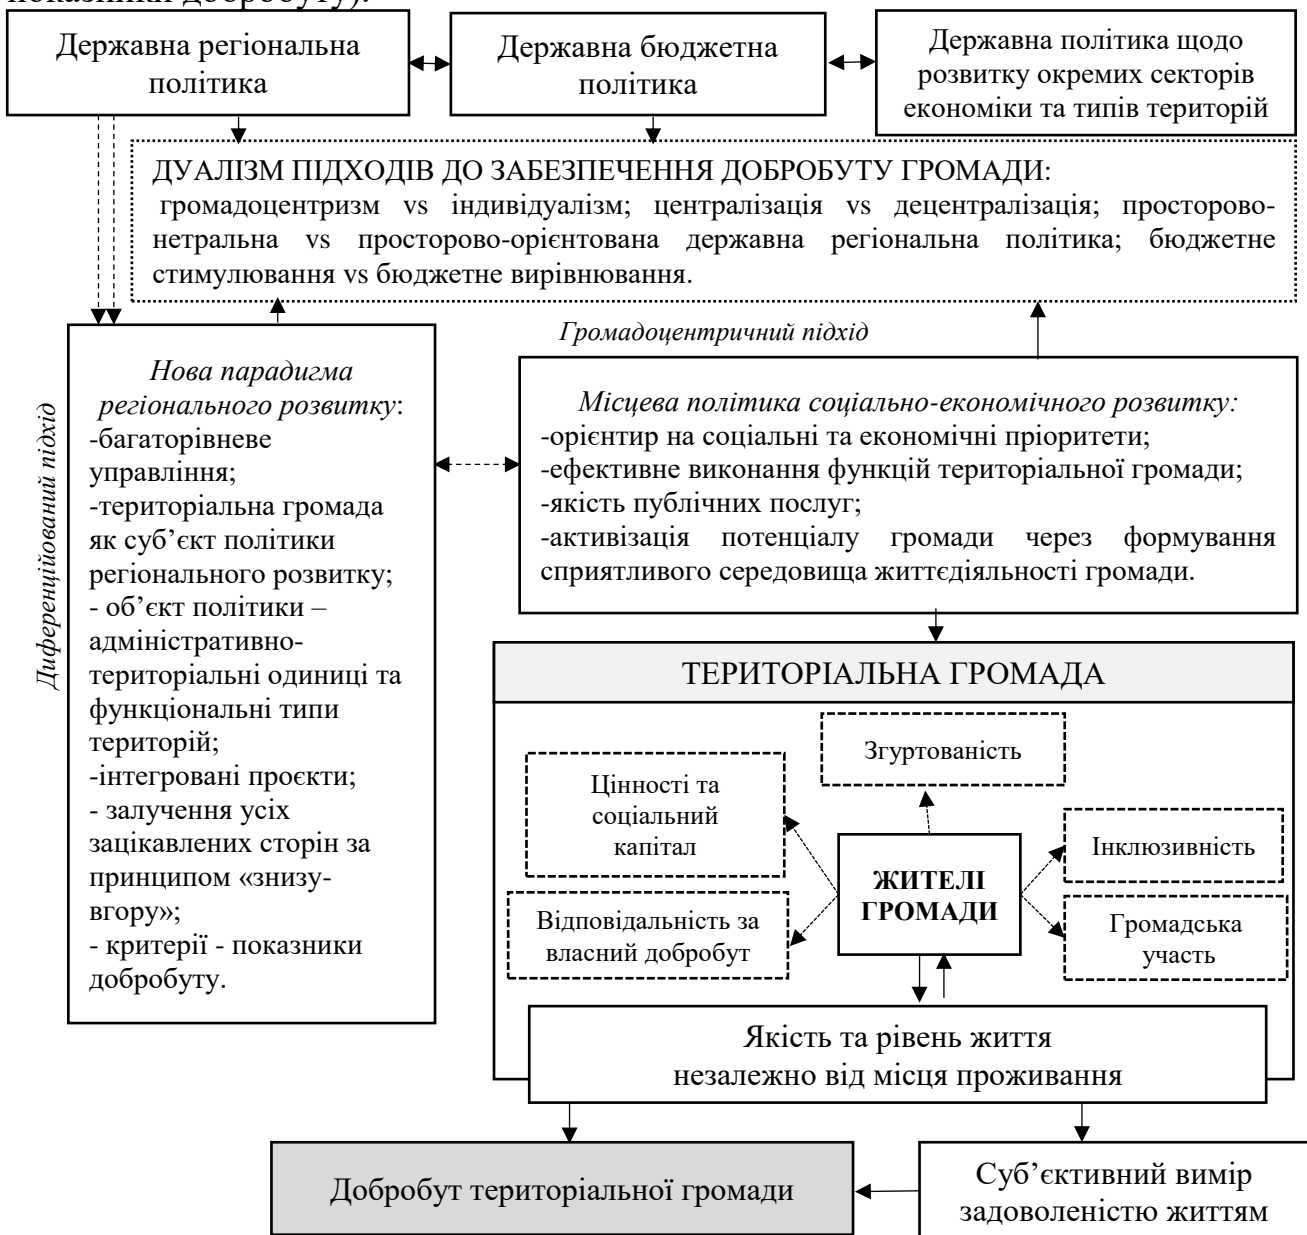 показники добробуту).
Державна регіональна
політика
Державна бюджетна
політика
Державна політика щодо
розвитку окремих секторів
економіки та типів територій
ДУАЛІЗМ ПІДХОДІВ ДО ЗАБЕЗПЕЧЕННЯ ДОБРОБУТУ ГРОМАДИ:
громадоцентризм vs індивідуалізм; централізація vs децентралізація; просторово-
нетральна vs просторово-орієнтована державна регіональна політика; бюджетне
стимулювання vs бюджетне вирівнювання.
Громадоцентричний підхід
Диференційований підхід
Нова парадигма
регіонального розвитку:
-багаторівневе
управління;
-територіальна громада
як суб’єкт політики
регіонального розвитку;
- об’єкт політики –
адміністративно-
територіальні одиниці та
функціональні типи
територій;
-інтегровані проєкти;
- залучення усіх
зацікавлених сторін за
принципом «знизу-
вгору»;
- критерії - показники
добробуту.
Місцева політика соціально-економічного розвитку:
-орієнтир на соціальні та економічні пріоритети;
-ефективне виконання функцій територіальної громади;
-якість публічних послуг;
-активізація потенціалу громади через формування
сприятливого середовища життєдіяльності громади.
ТЕРИТОРІАЛЬНА ГРОМАДА
Згуртованість
Цінності та
соціальний
капітал
Інклюзивність
ЖИТЕЛІ
ГРОМАДИ
Відповідальність за
власний добробут
Громадська
участь
Якість та рівень життя
незалежно від місця проживання
Добробут територіальної громади
Суб’єктивний вимір
задоволеністю життям